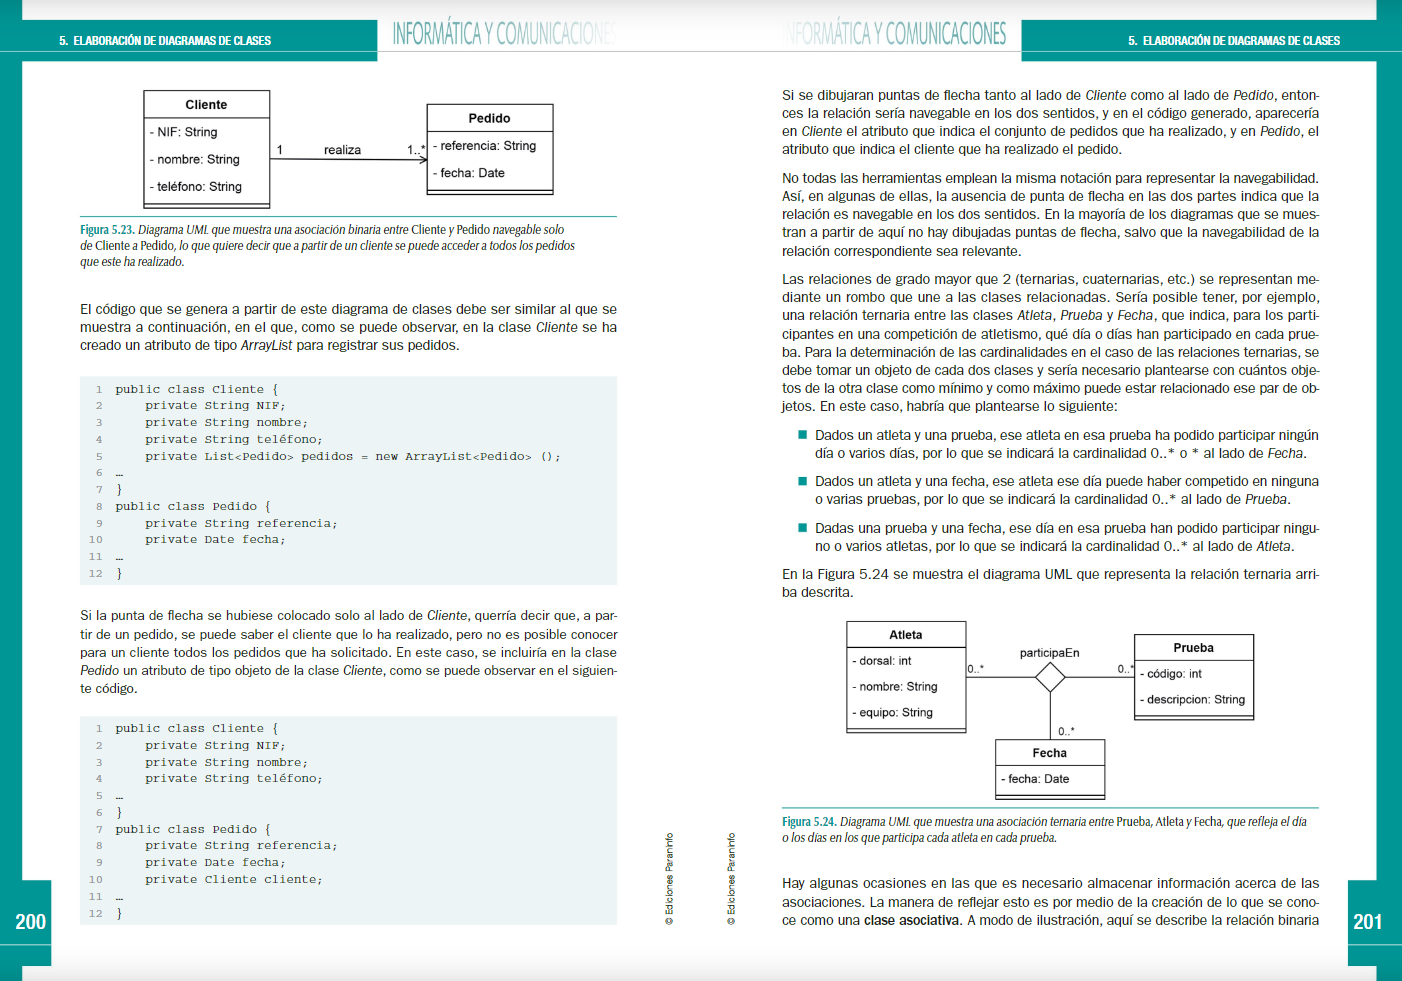 5. ELABORACIÓN DE DIAGRAMAS DE CLASES
INFORMÁTICA Y COMUNICACIONES
Cliente
- NIF: String
- nombre: String
- teléfono: String
1
realiza
1..*
Pedido
- referencia: String
- fecha: Date
Figura 5.23. Diagrama UML que muestra una asociación binaria entre Cliente y Pedido navegable solo
de Cliente a Pedido, lo que quiere decir que a partir de un cliente se puede acceder a todos los pedidos
que este ha realizado.
El código que se genera a partir de este diagrama de clases debe ser similar al que se
muestra a continuación, en el que, como se puede observar, en la clase Cliente se ha
creado un atributo de tipo ArrayList para registrar sus pedidos.
1 public class Cliente {
2 private String NIF;
3 private String nombre;
4 private String teléfono;
5 private List<Pedido> pedidos = new ArrayList<Pedido> ();
6 …
7 }
8 public class Pedido {
9 private String referencia;
10 private Date fecha;
11 …
12 }
Si la punta de flecha se hubiese colocado solo al lado de Cliente, querría decir que, a par-
tir de un pedido, se puede saber el cliente que lo ha realizado, pero no es posible conocer
para un cliente todos los pedidos que ha solicitado. En este caso, se incluiría en la clase
Pedido un atributo de tipo objeto de la clase Cliente, como se puede observar en el siguien-
te código.
1 public class Cliente {
2 private String NIF;
3 private String nombre;
4 private String teléfono;
5 …
6 }
7 public class Pedido {
8 private String referencia;
9 private Date fecha;
10 private Cliente cliente;
11 …
12 }
© Ediciones Paraninfo
200
INFORMÁTICA Y COMUNICACIONES
5. ELABORACIÓN DE DIAGRAMAS DE CLASES
Si se dibujaran puntas de flecha tanto al lado de Cliente como al lado de Pedido, enton-
ces la relación sería navegable en los dos sentidos, y en el código generado, aparecería
en Cliente el atributo que indica el conjunto de pedidos que ha realizado, y en Pedido, el
atributo que indica el cliente que ha realizado el pedido.
No todas las herramientas emplean la misma notación para representar la navegabilidad.
Así, en algunas de ellas, la ausencia de punta de flecha en las dos partes indica que la
relación es navegable en los dos sentidos. En la mayoría de los diagramas que se mues-
tran a partir de aquí no hay dibujadas puntas de flecha, salvo que la navegabilidad de la
relación correspondiente sea relevante.
Las relaciones de grado mayor que 2 (ternarias, cuaternarias, etc.) se representan me-
diante un rombo que une a las clases relacionadas. Sería posible tener, por ejemplo,
una relación ternaria entre las clases Atleta, Prueba y Fecha, que indica, para los parti-
cipantes en una competición de atletismo, qué día o días han participado en cada prue-
ba. Para la determinación de las cardinalidades en el caso de las relaciones ternarias, se
debe tomar un objeto de cada dos clases y sería necesario plantearse con cuántos obje-
tos de la otra clase como mínimo y como máximo puede estar relacionado ese par de ob-
jetos. En este caso, habría que plantearse lo siguiente:
■ Dados un atleta y una prueba, ese atleta en esa prueba ha podido participar ningún
día o varios días, por lo que se indicará la cardinalidad 0..* o * al lado de Fecha.
■ Dados un atleta y una fecha, ese atleta ese día puede haber competido en ninguna
o varias pruebas, por lo que se indicará la cardinalidad 0..* al lado de Prueba.
■ Dadas una prueba y una fecha, ese día en esa prueba han podido participar ningu-
no o varios atletas, por lo que se indicará la cardinalidad 0..* al lado de Atleta.
En la Figura 5.24 se muestra el diagrama UML que representa la relación ternaria arri-
ba descrita.
Atleta
- dorsal: int
- nombre: String
- equipo: String
0..*
participaEn
0..*
Prueba
- código: int
- descripcion: String
0..*
Fecha
- fecha: Date
Figura 5.24. Diagrama UML que muestra una asociación ternaria entre Prueba, Atleta y Fecha, que refleja el día
o los días en los que participa cada atleta en cada prueba.
Hay algunas ocasiones en las que es necesario almacenar información acerca de las
asociaciones. La manera de reflejar esto es por medio de la creación de lo que se cono-
ce como una clase asociativa. A modo de ilustración, aquí se describe la relación binaria
© Ediciones Paraninfo
201